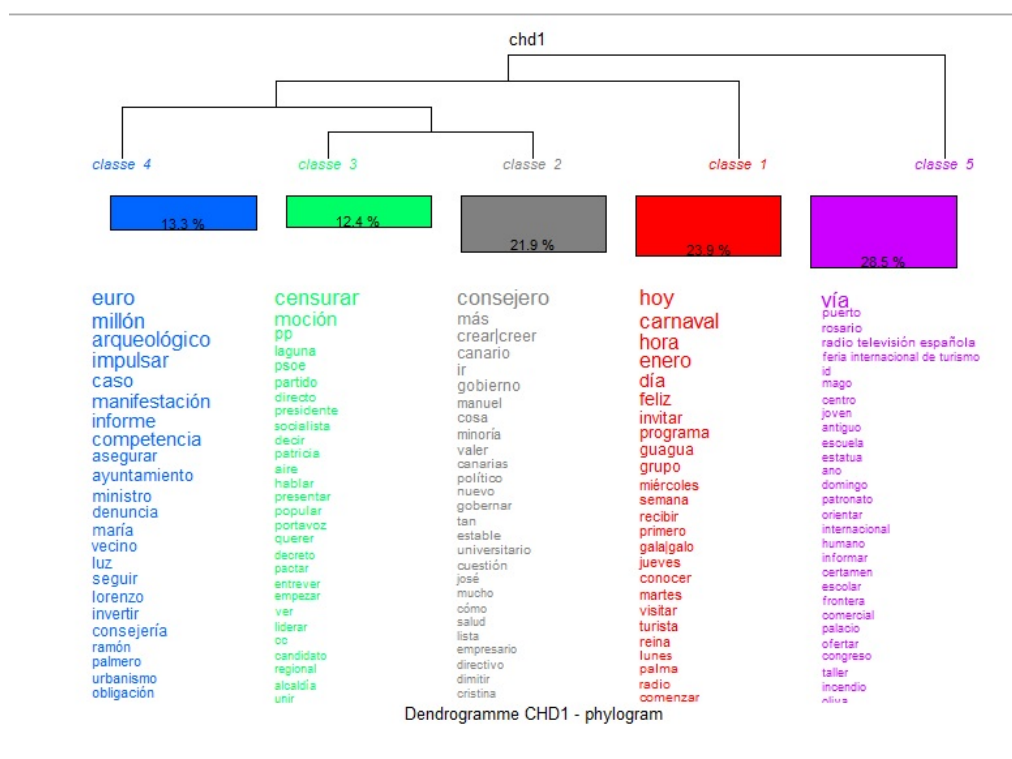 chd1
classe 4
classe 3
classe 2
classe 1
classe 5
13.3 %
12.4 %
21.9 %
23.9 %
28.5 %
euro
millón
arqueológico
impulsar
caso
manifestación
informe
competencia
asegurar
ayuntamiento
ministro
denuncia
maría
vecino
luz
seguir
lorenzo
invertir
consejería
ramón
palmero
urbanismo
obligación
censurar
moción
pp
laguna
psoe
partido
directo
presidente
socialista
decir
patricia
aire
hablar
presentar
popular
portavoz
querer
decreto
pactar
entrever
empezar
ver
liderar
cc
candidato
regional
alcaldía
unir
consejero
más
crear|creer
canario
ir
gobierno
manuel
cosa
minoría
valer
canarias
político
nuevo
gobernar
tan
estable
universitario
cuestión
josé
mucho
cómo
salud
lista
empresario
directivo
dimitir
cristina
hoy
carnaval
hora
enero
día
feliz
invitar
programa
guagua
grupo
miércoles
semana
recibir
primero
gala|galo
jueves
conocer
martes
visitar
turista
reina
lunes
palma
radio
comenzar
vía
puerto
rosario
radio televisión española
feria internacional de turismo
id
mago
centro
joven
antiguo
escuela
estatua
ano
domingo
patronato
orientar
internacional
humano
informar
certamen
escolar
frontera
comercial
palacio
ofertar
congreso
taller
incendio
oliva
Dendrogramme CHD1 - phylogram